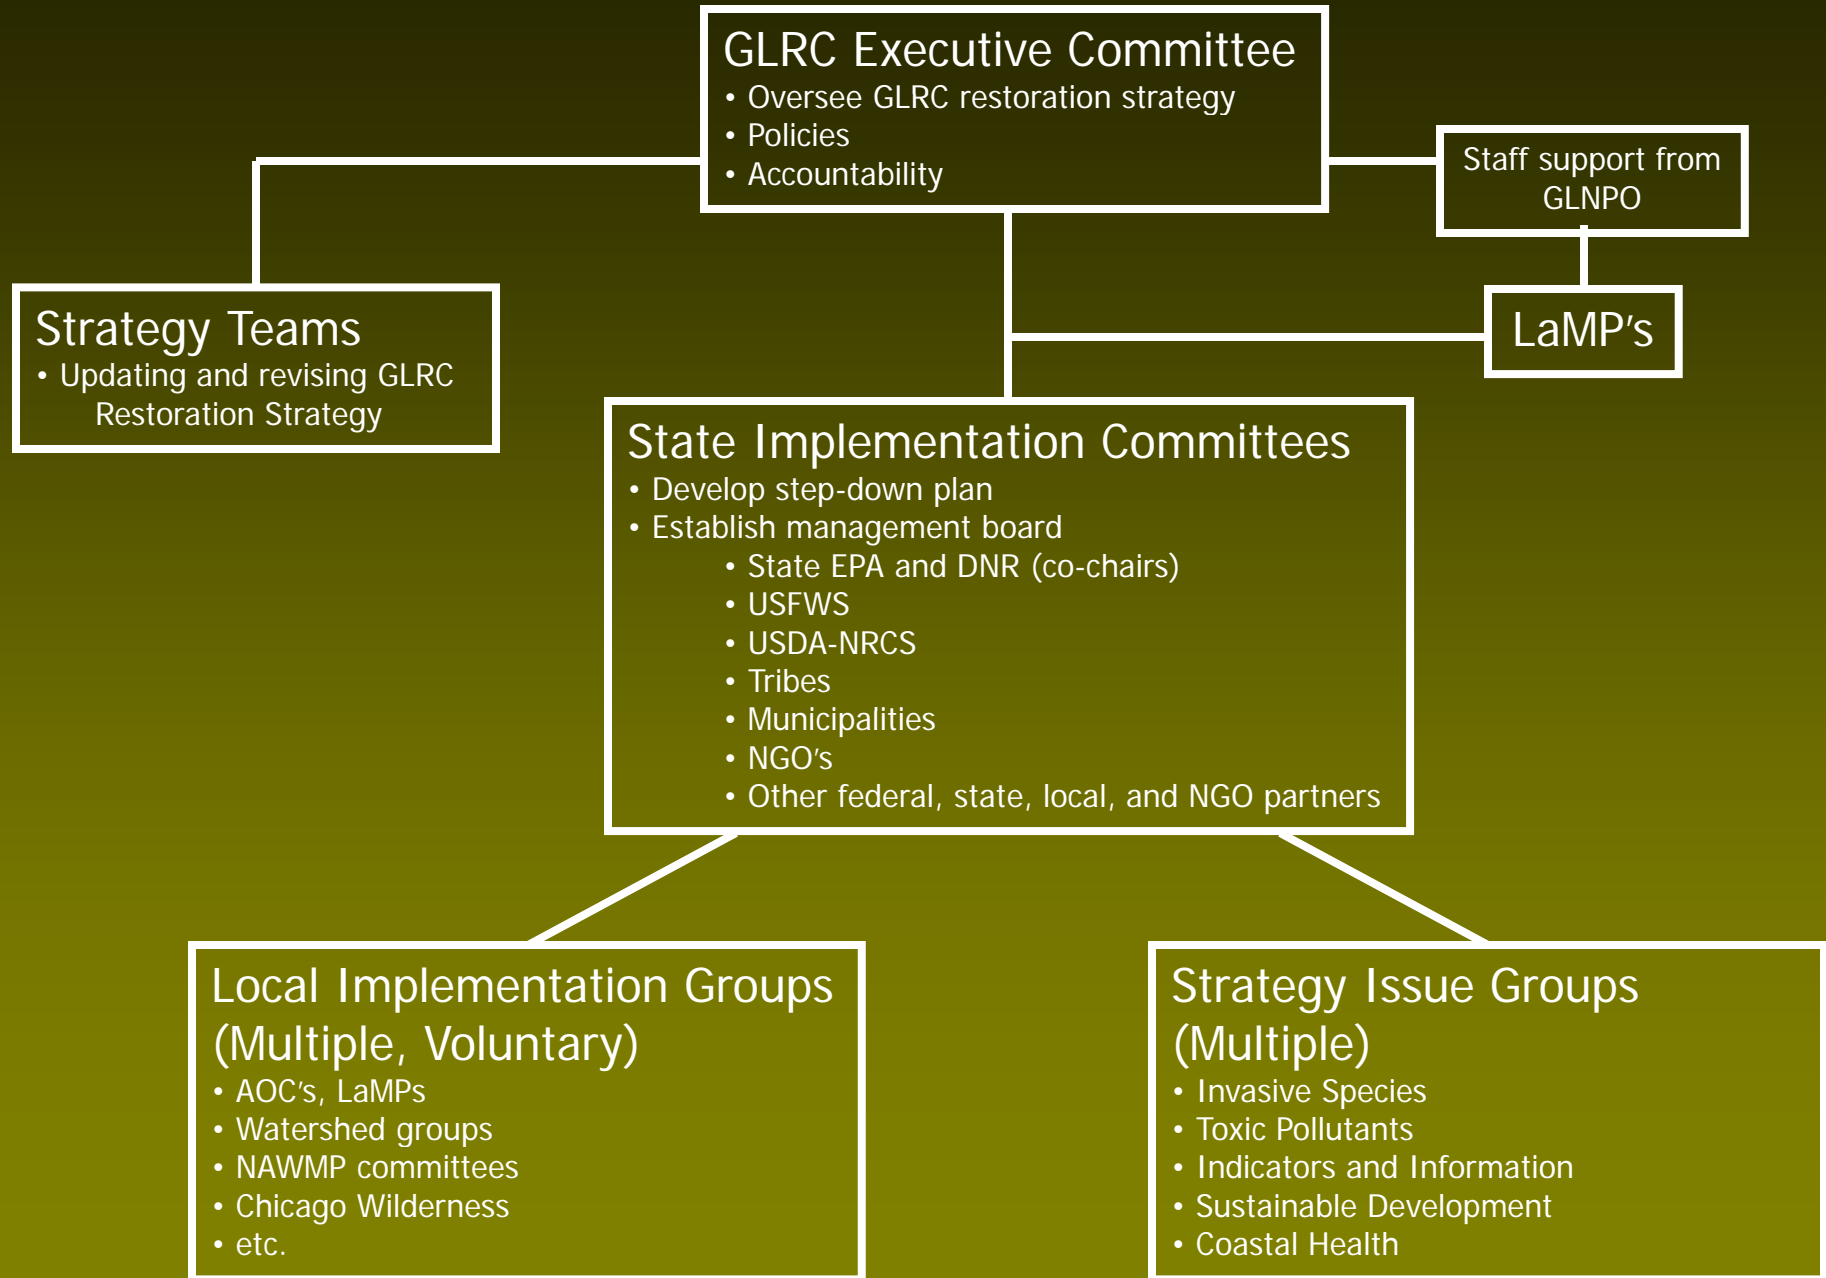 GLRC Executive Committee
• Oversee GLRC restoration strategy
• Policies
• Accountability
Staff support from
GLNPO
Strategy Teams
• Updating and revising GLRC
Restoration Strategy
LaMP's
State Implementation Committees
• Develop step-down plan
• Establish management board
• State EPA and DNR (co-chairs)
• USFWS
• USDA-NRCS
• Tribes
• Municipalities
• NGO's
• Other federal, state, local, and NGO partners
Local Implementation Groups
(Multiple, Voluntary)
• AOC's, LaMPs
• Watershed groups
• NAWMP committees
• Chicago Wilderness
• etc.
Strategy Issue Groups
(Multiple)
• Invasive Species
• Toxic Pollutants
• Indicators and Information
• Sustainable Development
• Coastal Health